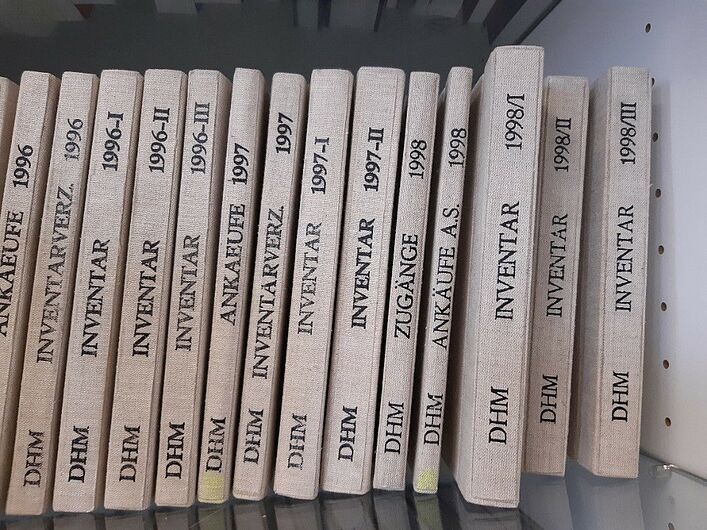 ANKAEUFE 1996
DHM INVENTARVERZ. 1996
DHM INVENTAR 1996-I
DHM INVENTAR 1996-II
DHM INVENTAR 1996-III
DHM ANKAEUFE 1997
DHM INVENTARVERZ. 1997
DHM INVENTAR 1997-I
DHM INVENTAR 1997-II
DHM ZUGÄNGE 1998
DHM ANKÄUFE A.S. 1998
DHM INVENTAR 1998/I
DHM INVENTAR 1998/II
DHM INVENTAR 1998/III